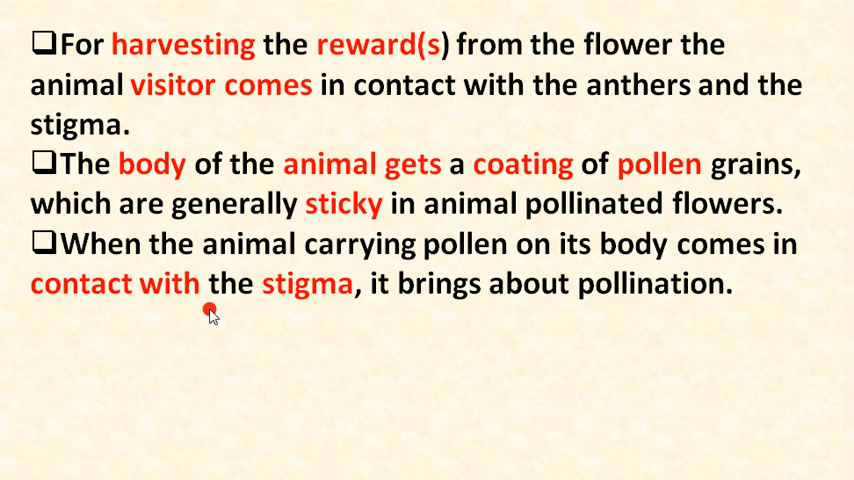 ❑For harvesting the reward(s) from the flower the
animal visitor comes in contact with the anthers and the
stigma.
❑The body of the animal gets a coating of pollen grains,
which are generally sticky in animal pollinated flowers.
❑When the animal carrying pollen on its body comes in
contact with the stigma, it brings about pollination.